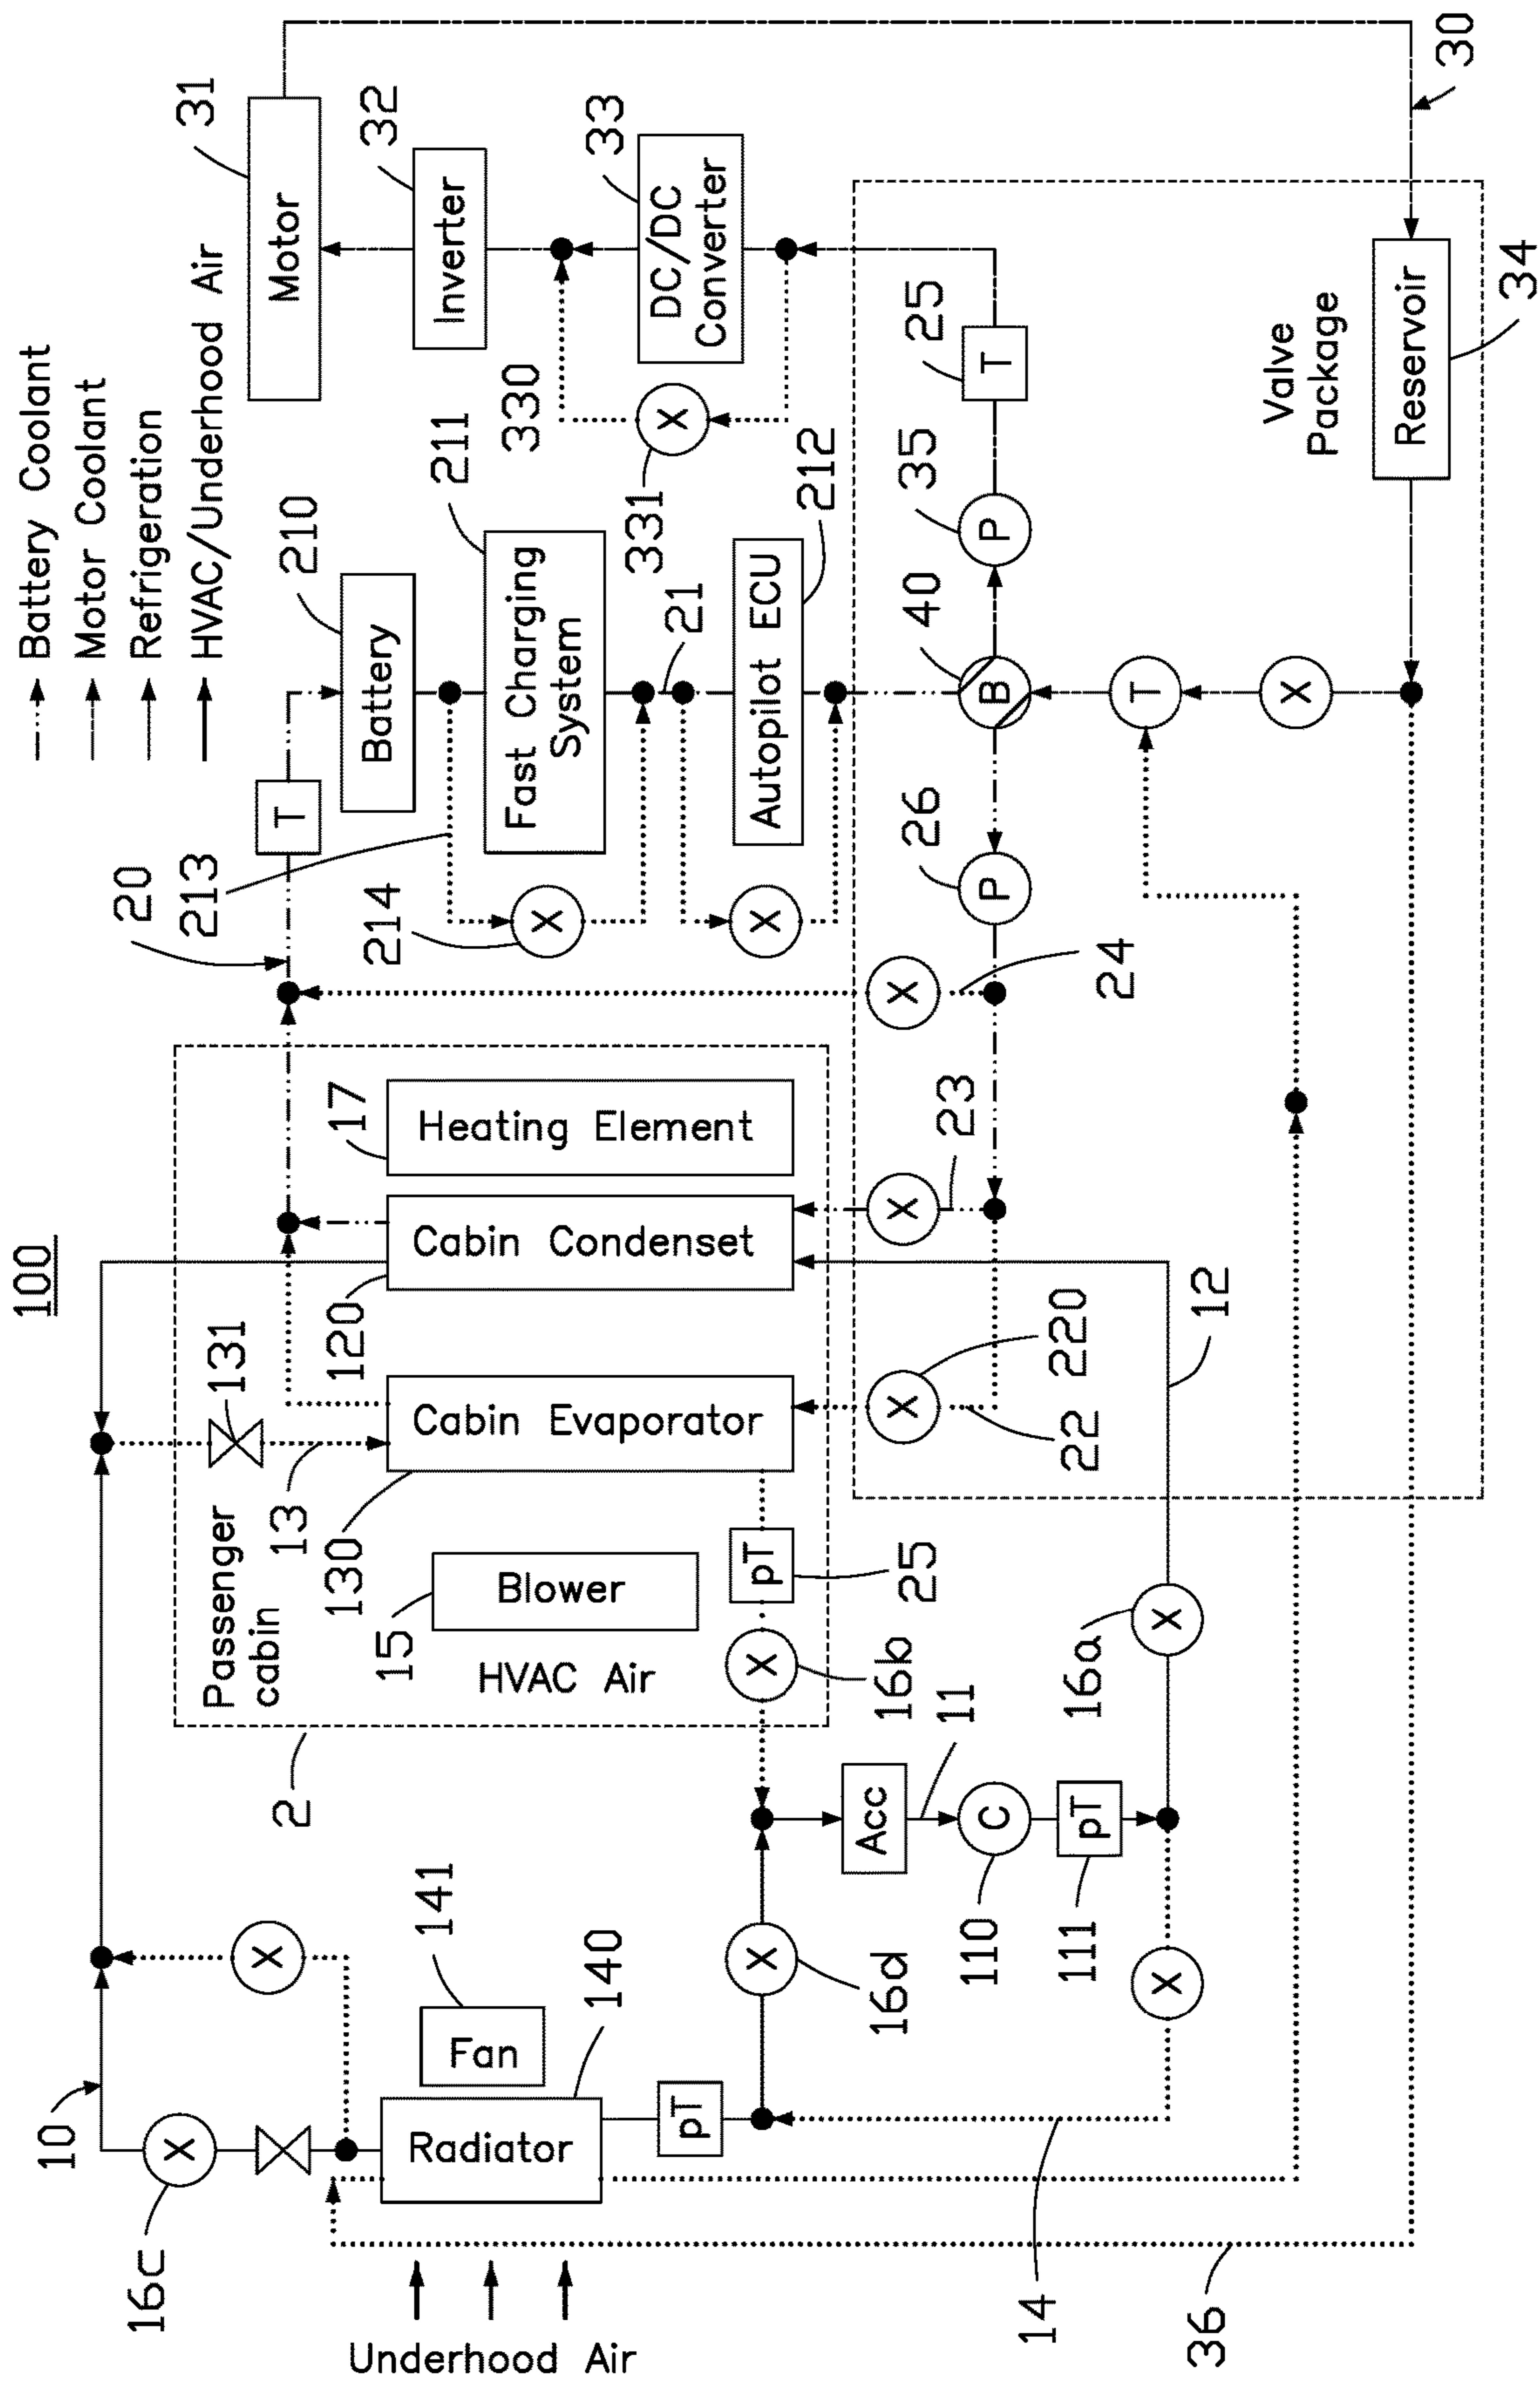 100
Battery Coolant
Motor Coolant
Refrigeration
HVAC/Underhood Air
10
16c
X
X
Underhood Air
Radiator
Fan
141
140
pT
14
36
16d
X
X
2
Passenger
cabin
13
131
130
120
17
15
Blower
HVAC Air
Cabin Evaporator
Cabin Condenset
Heating Element
pT
25
X
16b
Acc
11
C
110
pT
111
X
16a
12
20
T
213
214
X
X
Battery
210
Fast Charging
System
211
21
Autopilot ECU
212
Motor
31
Inverter
32
DC/DC
Converter
33
330
331
X
X
220
22
X
23
X
24
P
26
B
40
P
35
T
25
T
X
Valve
Package
Reservoir
34
30